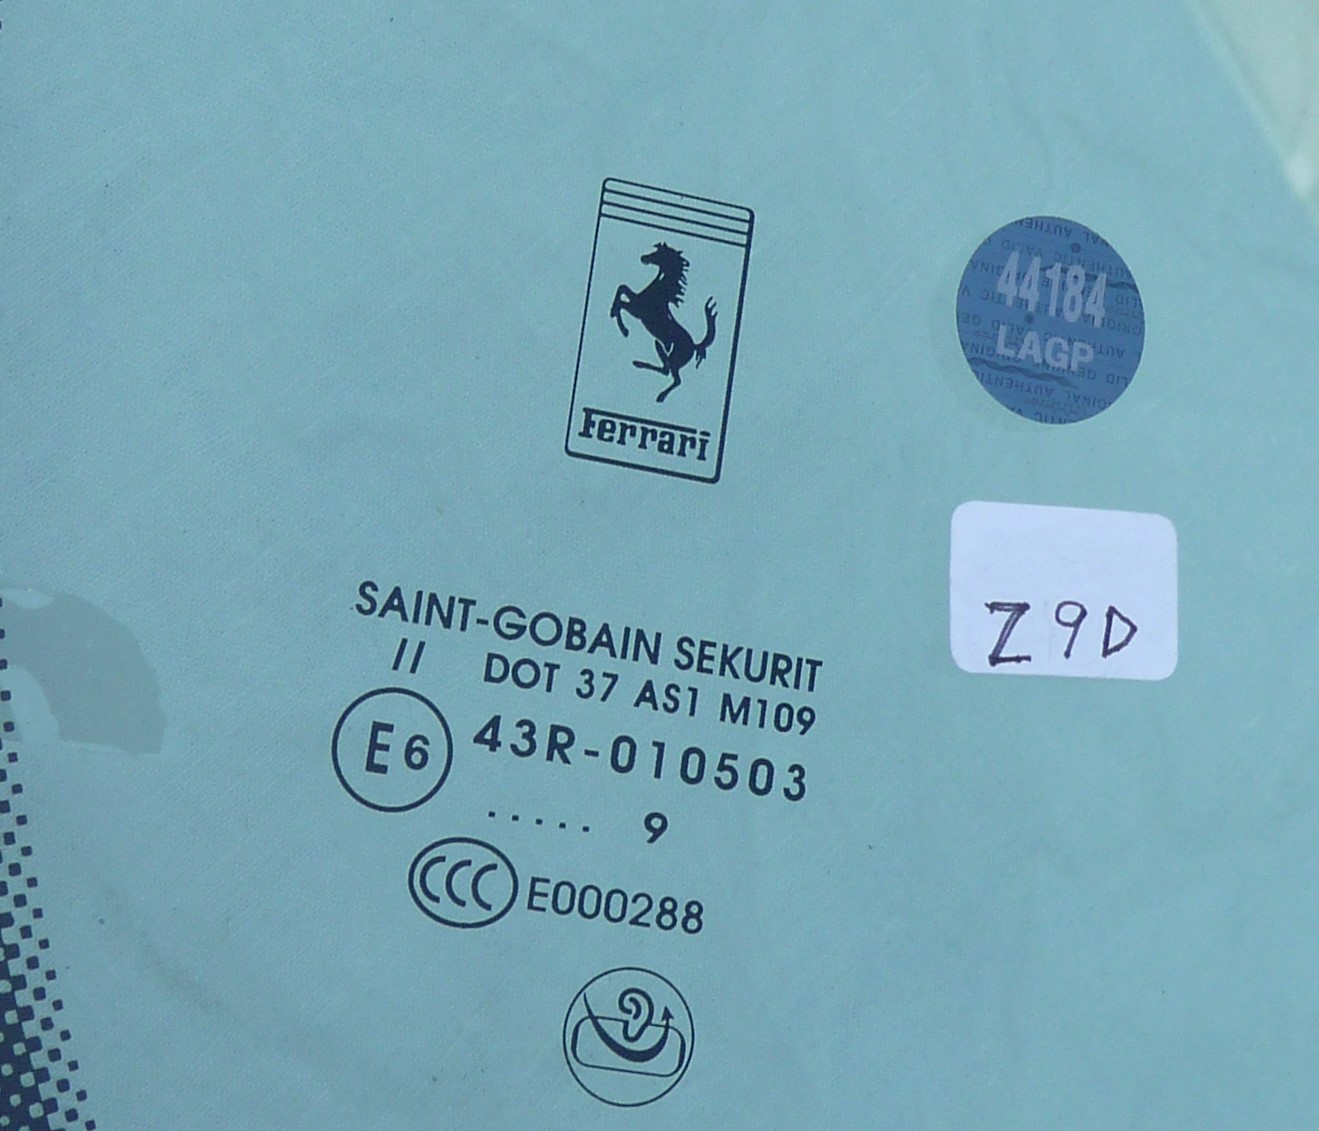 Ferrari
44184
LAGP
Z9D
SAINT-GOBAIN SEKURIT
// DOT 37 AS1 M109
E6 43R-010503
..... 9
CCC E000288